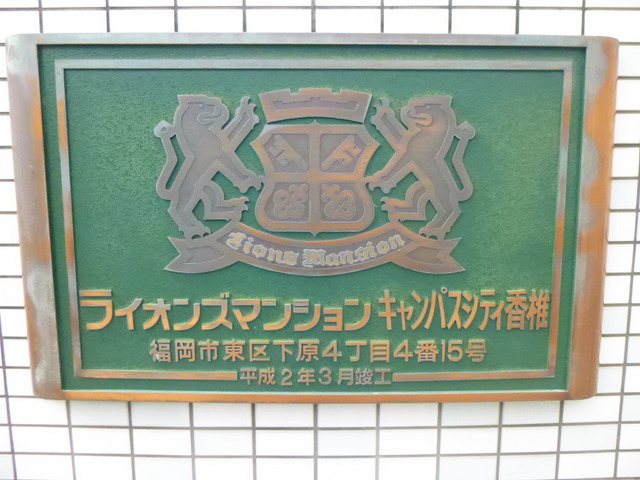 Lions Mansion
ライオンズマンションキャンパスシティ香椎
福岡市東区下原4丁目4番15号
平成2年3月竣工